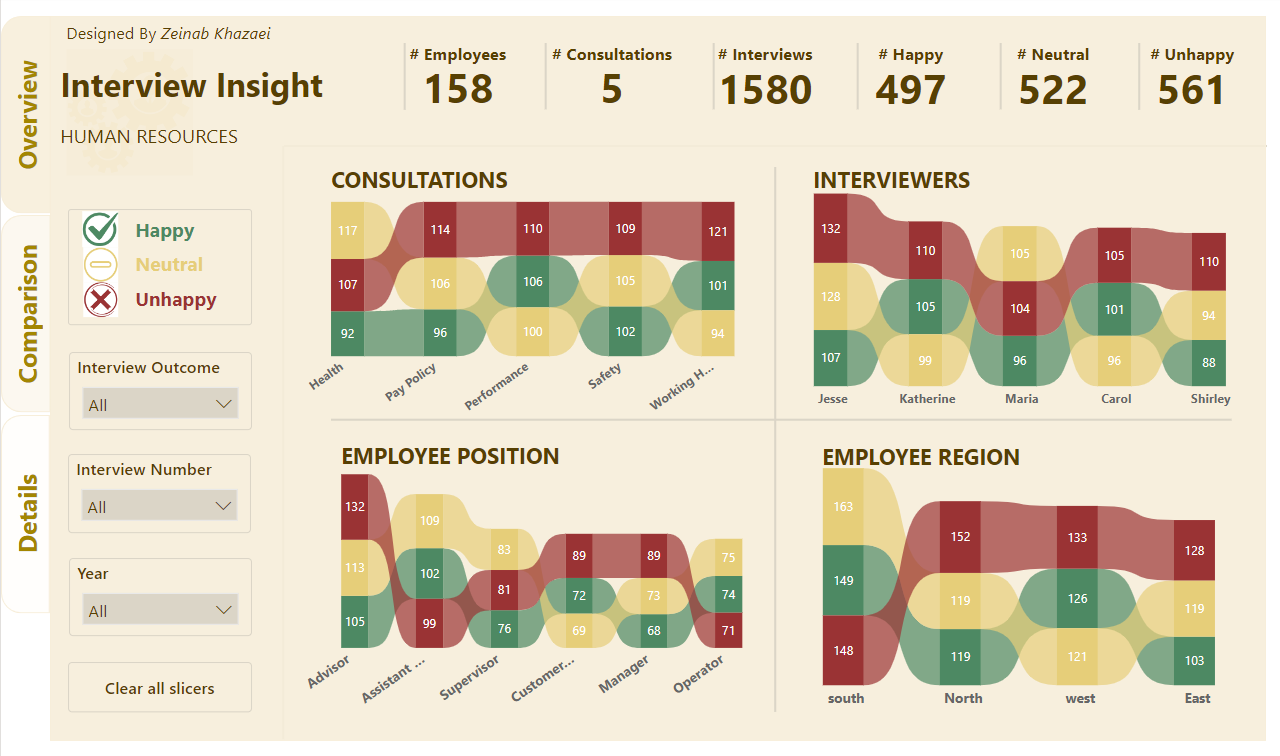 Designed By Zeinab Khazaei
Interview Insight
HUMAN RESOURCES
# Employees
158
# Consultations
5
# Interviews
1580
# Happy
497
# Neutral
522
# Unhappy
561
Overview
Comparison
Details
Happy
Neutral
Unhappy
Interview Outcome
All
Interview Number
All
Year
All
Clear all slicers
CONSULTATIONS
117 114 110 109 121
107 106 106 105 101
92 96 100 102 94
Health Pay Policy Performance Safety Working H...
INTERVIEWERS
132 110 105 105 110
128 105 104 101 94
107 99 96 96 88
Jesse Katherine Maria Carol Shirley
EMPLOYEE POSITION
132 109 83 89 89 75
113 102 81 72 73 74
105 99 76 69 68 71
Advisor Assistant ... Supervisor Customer... Manager Operator
EMPLOYEE REGION
163 152 133 128
149 119 126 119
148 119 121 103
south North west East